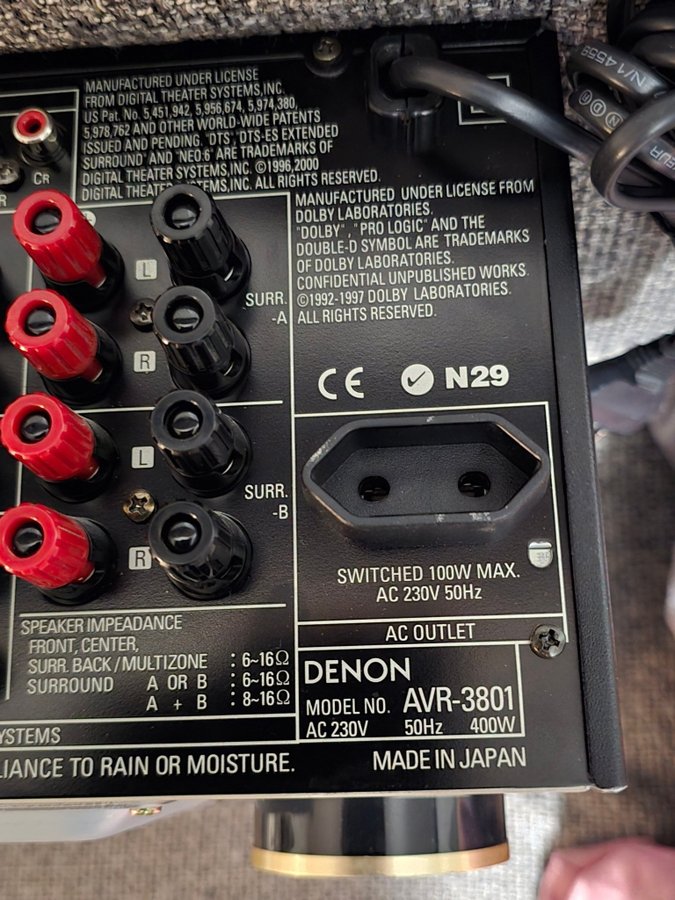 MANUFACTURED UNDER LICENSE
FROM DIGITAL THEATER SYSTEMS,INC.
US Pat. No. 5,451,942, 5,956,674, 5,974,380,
5,978,762 AND OTHER WORLD-WIDE PATENTS
ISSUED AND PENDING. "DTS", "DTS-ES EXTENDED
SURROUND" AND "NEO:6" ARE TRADEMARKS OF
DIGITAL THEATER SYSTEMS,INC. ©1996,2000
DIGITAL THEATER SYSTEMS,INC. ALL RIGHTS RESERVED.
CR
MANUFACTURED UNDER LICENSE FROM
DOLBY LABORATORIES.
"DOLBY", "PRO LOGIC" AND THE
DOUBLE-D SYMBOL ARE TRADEMARKS
OF DOLBY LABORATORIES.
CONFIDENTIAL UNPUBLISHED WORKS.
©1992-1997 DOLBY LABORATORIES.
ALL RIGHTS RESERVED.
L
SURR.
-A
R
CE N29
L
SURR.
-B
R
SWITCHED 100W MAX.
AC 230V 50Hz
AC OUTLET
SPEAKER IMPEDANCE
FRONT, CENTER,
SURR. BACK / MULTIZONE : 6~16Ω
SURROUND A OR B : 6~16Ω
A + B : 8~16Ω
DENON
MODEL NO. AVR-3801
AC 230V 50Hz 400W
YSTEMS
LIANCE TO RAIN OR MOISTURE.
MADE IN JAPAN
N/14559